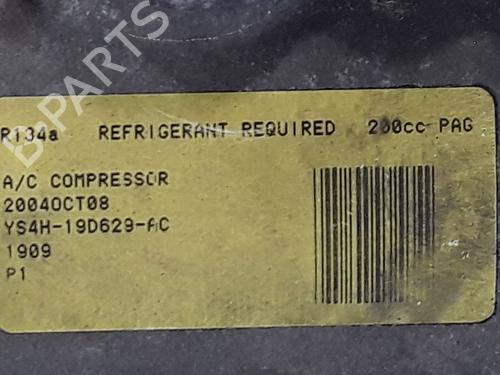 R134a REFRIGERANT REQUIRED 200cc PAG
A/C COMPRESSOR
2004OCT08
YS4H-19D629-AC
1909
P1
B-PARTS